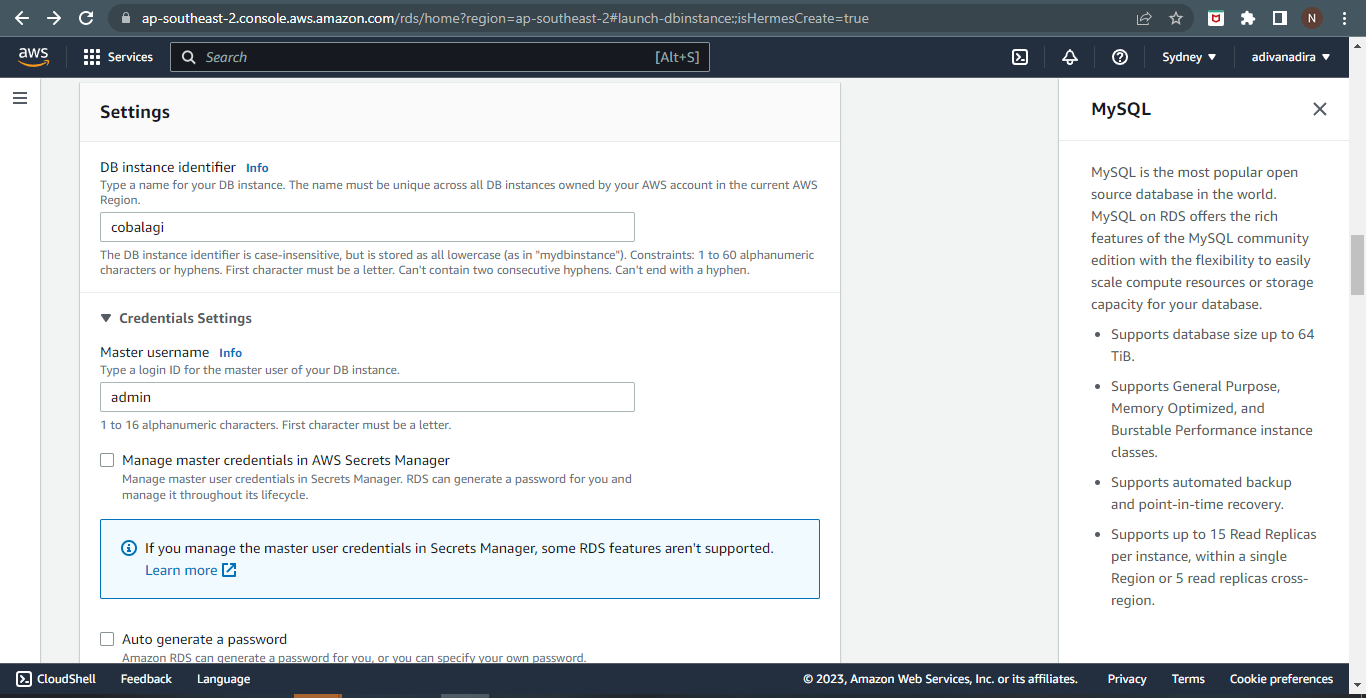 ap-southeast-2.console.aws.amazon.com/rds/home?region=ap-southeast-2#launch-dbinstance;isHermesCreate=true
N
aws
Services
Search
[Alt+S]
Sydney
adivanadira
Settings
DB instance identifier Info
Type a name for your DB instance. The name must be unique across all DB instances owned by your AWS account in the current AWS
Region.
cobalagi
The DB instance identifier is case-insensitive, but is stored as all lowercase (as in "mydbinstance"). Constraints: 1 to 60 alphanumeric
characters or hyphens. First character must be a letter. Can't contain two consecutive hyphens. Can't end with a hyphen.
Credentials Settings
Master username Info
Type a login ID for the master user of your DB instance.
admin
1 to 16 alphanumeric characters. First character must be a letter.
Manage master credentials in AWS Secrets Manager
Manage master user credentials in Secrets Manager. RDS can generate a password for you and
manage it throughout its lifecycle.
If you manage the master user credentials in Secrets Manager, some RDS features aren't supported.
Learn more
Auto generate a password
Amazon RDS can generate a password for you, or you can specify your own password.
MySQL
MySQL is the most popular open
source database in the world.
MySQL on RDS offers the rich
features of the MySQL community
edition with the flexibility to easily
scale compute resources or storage
capacity for your database.
• Supports database size up to 64
TiB.
• Supports General Purpose,
Memory Optimized, and
Burstable Performance instance
classes.
• Supports automated backup
and point-in-time recovery.
• Supports up to 15 Read Replicas
per instance, within a single
Region or 5 read replicas cross-
region.
CloudShell
Feedback
Language
© 2023, Amazon Web Services, Inc. or its affiliates.
Privacy
Terms
Cookie preferences